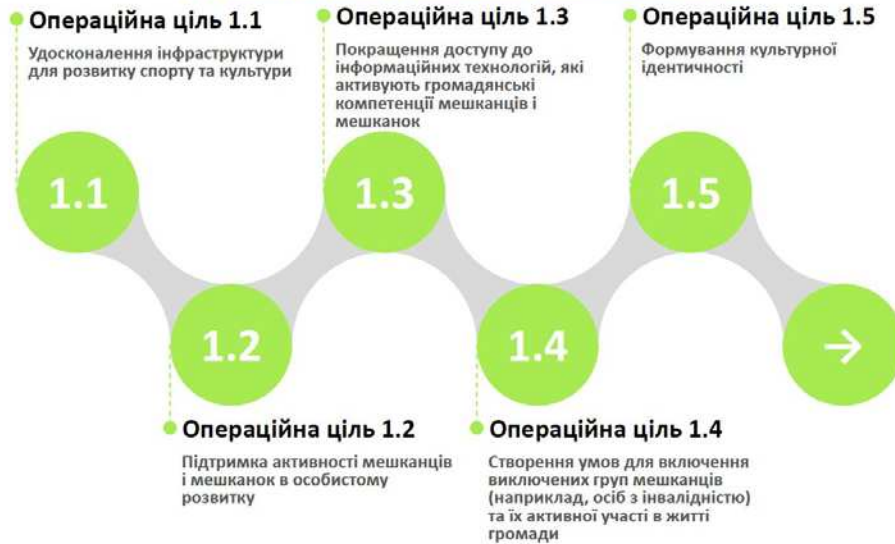 Операційна ціль 1.1
Удосконалення інфраструктури
для розвитку спорту та культури
Операційна ціль 1.3
Покращення доступу до
інформаційних технологій, які
активують громадянські
компетенції мешканців і
мешканок
Операційна ціль 1.5
Формування культурної
ідентичності
1.1
1.3
1.5
1.2
1.4
→
Операційна ціль 1.2
Підтримка активності мешканців
і мешканок в особистому
розвитку
Операційна ціль 1.4
Створення умов для включення
виключених груп мешканців
(наприклад, осіб з інвалідністю)
та їх активної участі в житті
громади